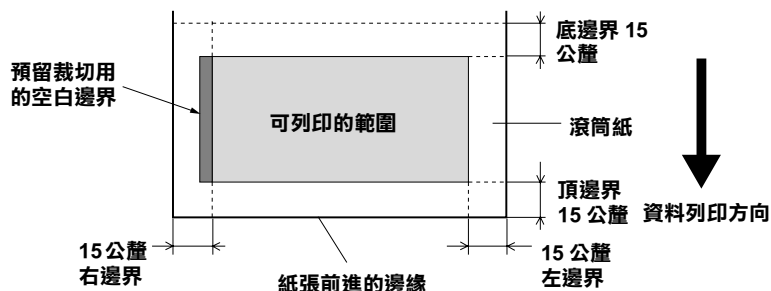 底邊界 15
公釐
預留裁切用
的空白邊界
可列印的範圍
滾筒紙
頂邊界
15 公釐
資料列印方向
15公釐
右邊界
紙張前進的邊緣
15 公釐
左邊界